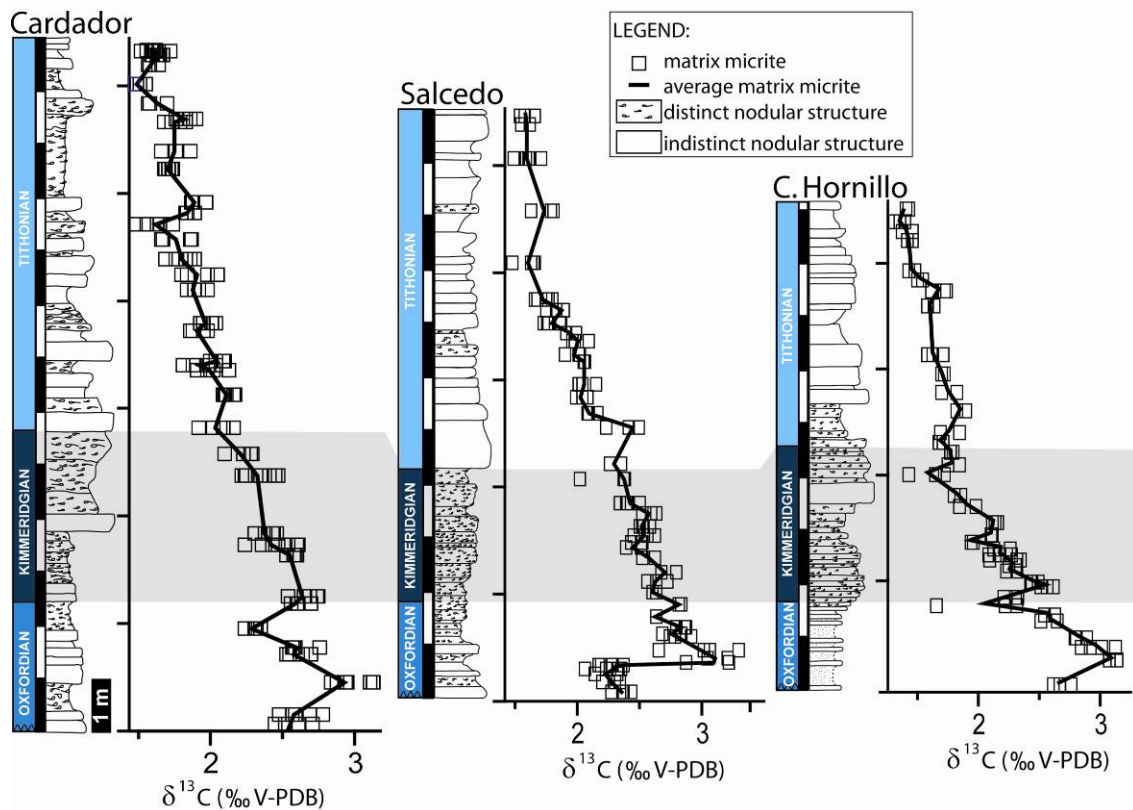 Cardador
TITHONIAN
KIMMERIDGIAN
OXFORDIAN
1 m
2
3
δ¹³C (‰ V-PDB)
Salcedo
TITHONIAN
KIMMERIDGIAN
OXFORDIAN
2
3
δ¹³C (‰ V-PDB)
LEGEND:
matrix micrite
average matrix micrite
distinct nodular structure
indistinct nodular structure
C. Hornillo
TITHONIAN
KIMMERIDGIAN
OXFORDIAN
2
3
δ¹³C (‰ V-PDB)